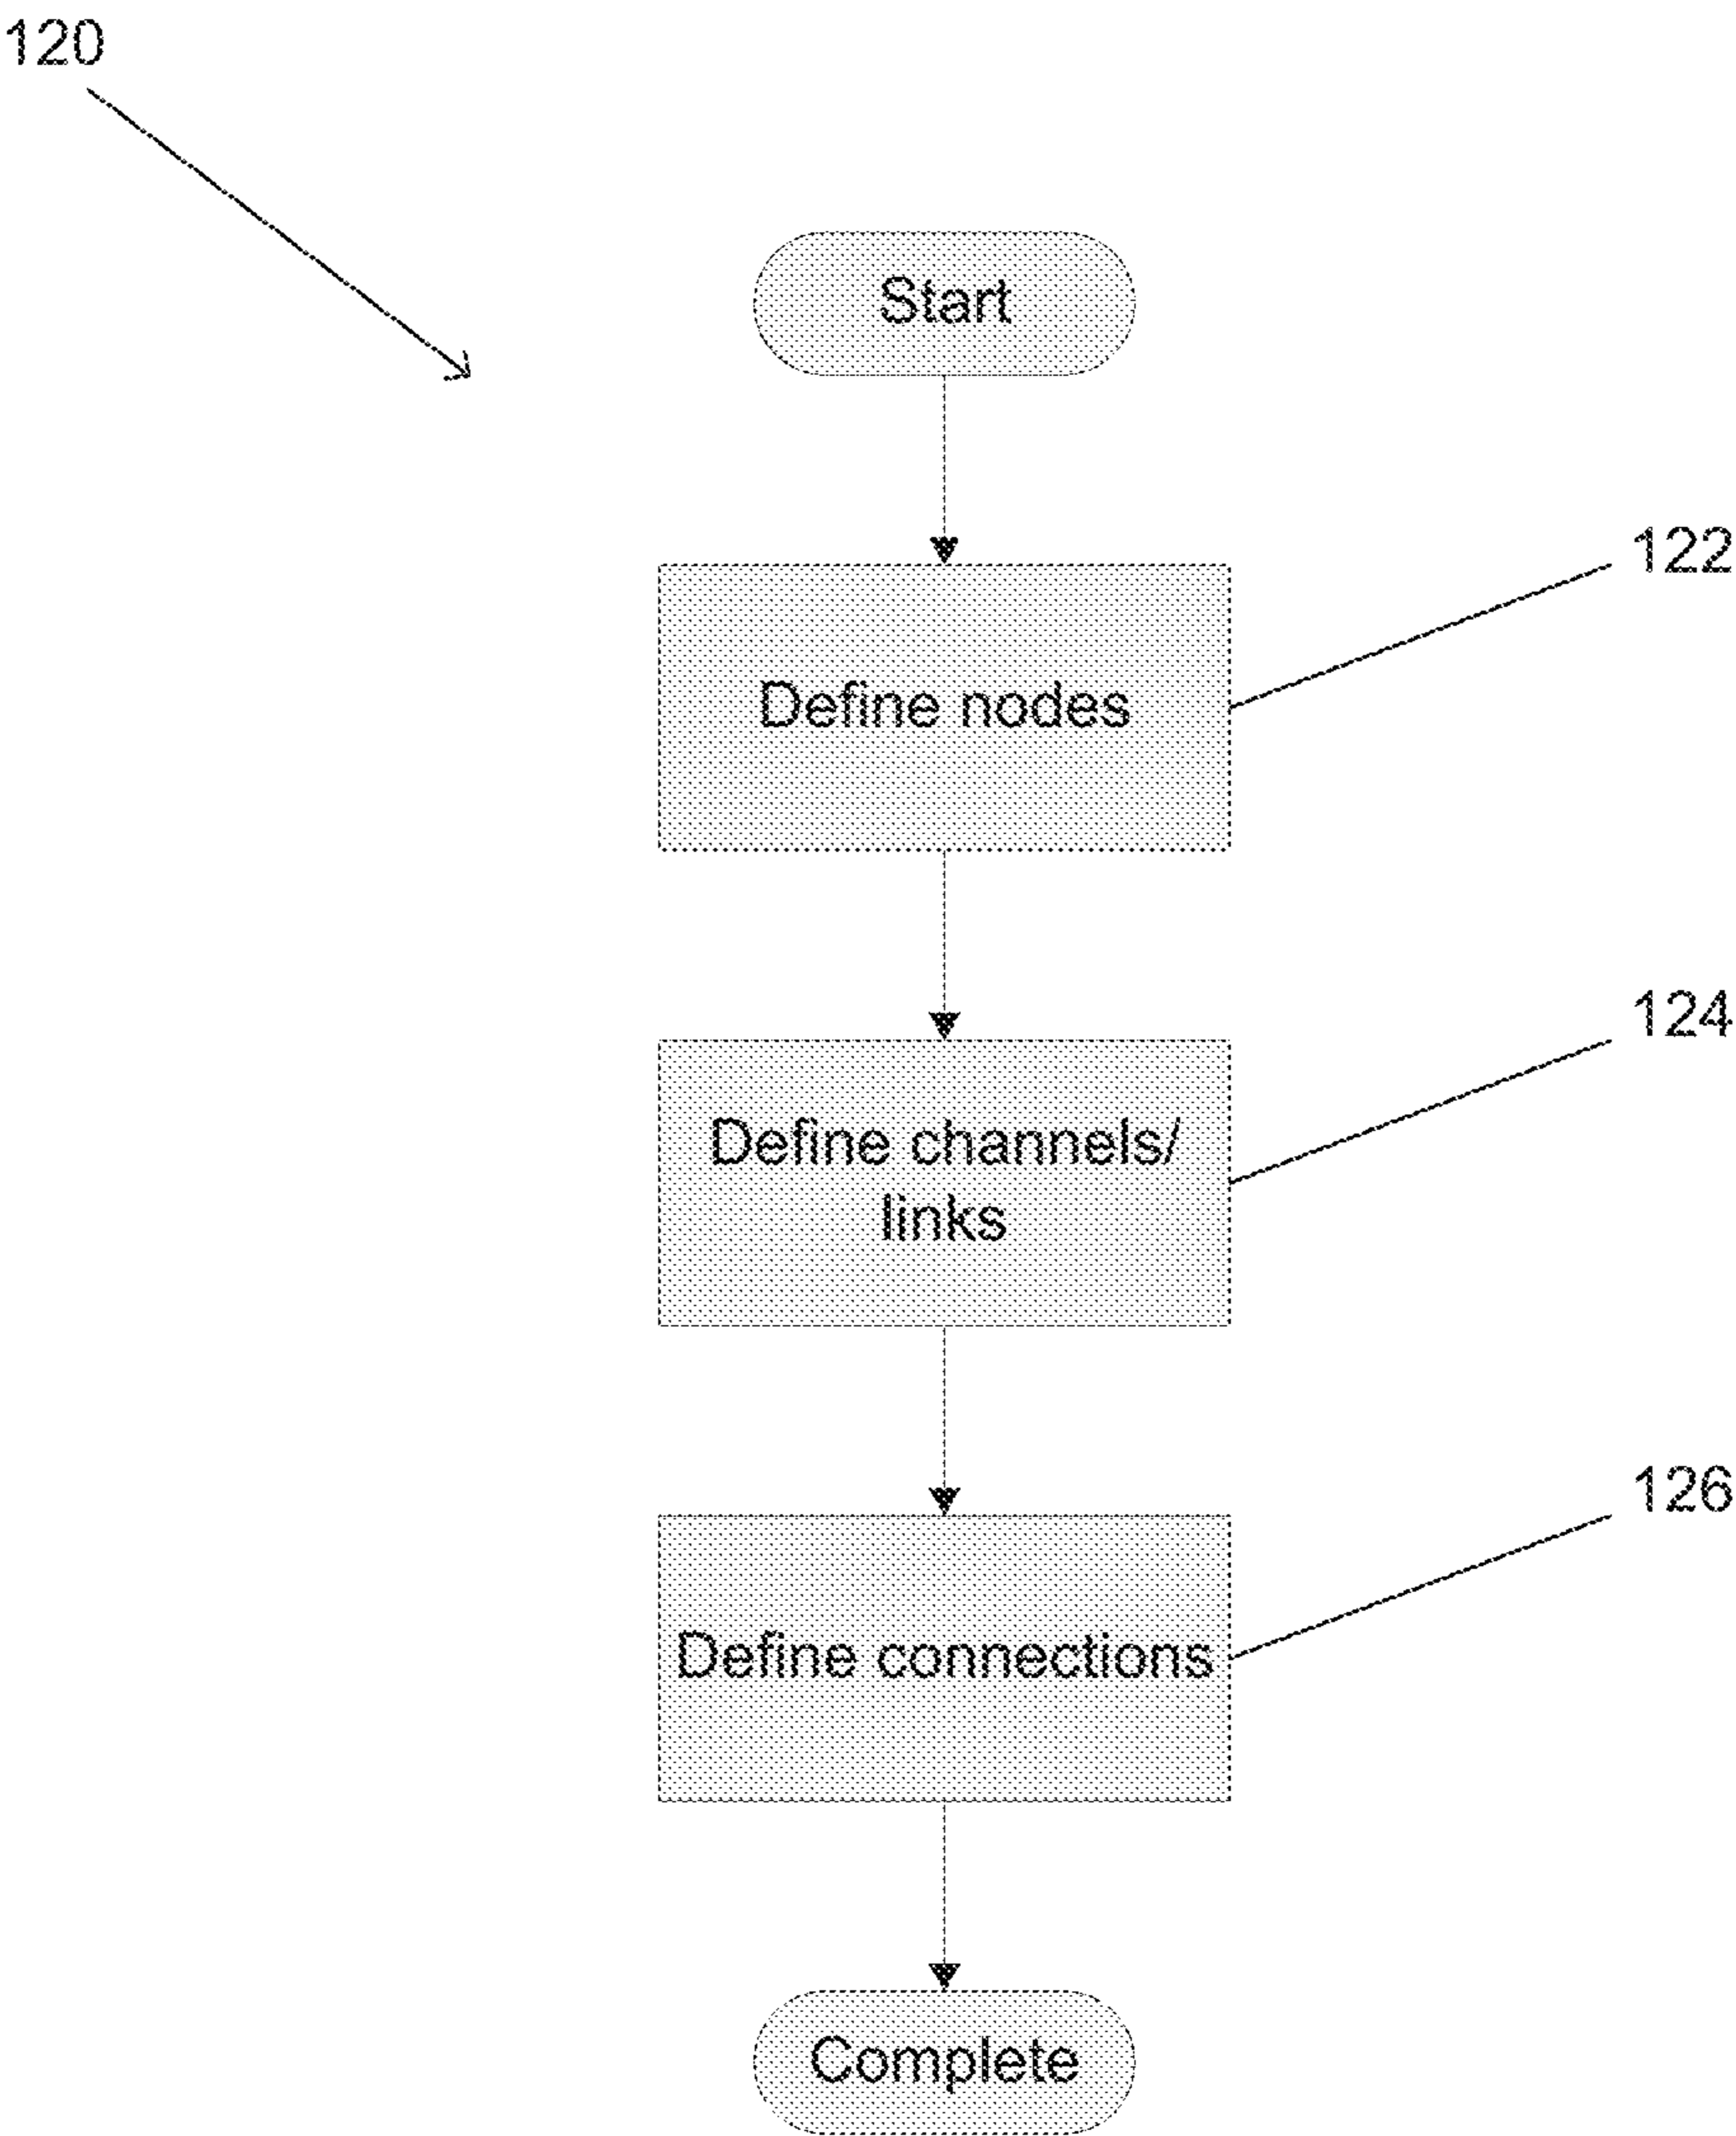 120
Start
122
Define nodes
124
Define channels/
links
126
Define connections
Complete